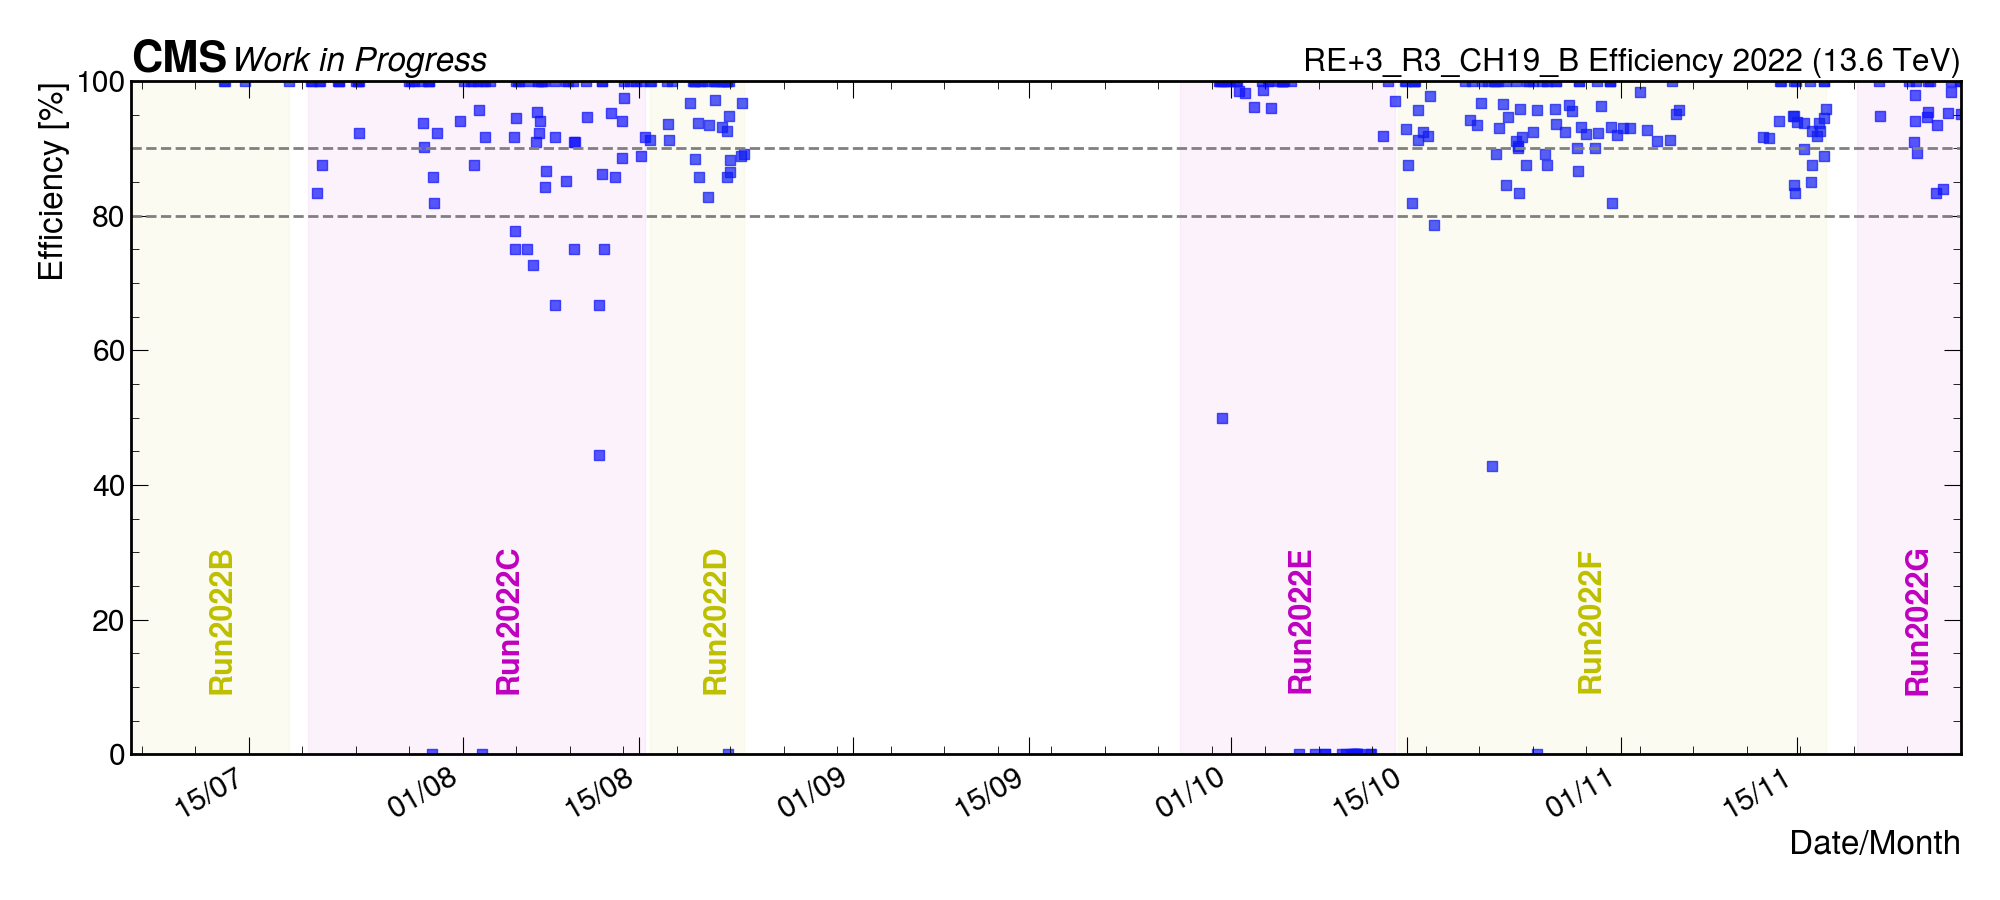 CMS Work in Progress
RE+3_R3_CH19_B Efficiency 2022 (13.6 TeV)
Efficiency [%]
100
80
60
40
20
0
Run2022B
Run2022C
Run2022D
Run2022E
Run2022F
Run2022G
15/07
01/08
15/08
01/09
15/09
01/10
15/10
01/11
15/11
Date/Month